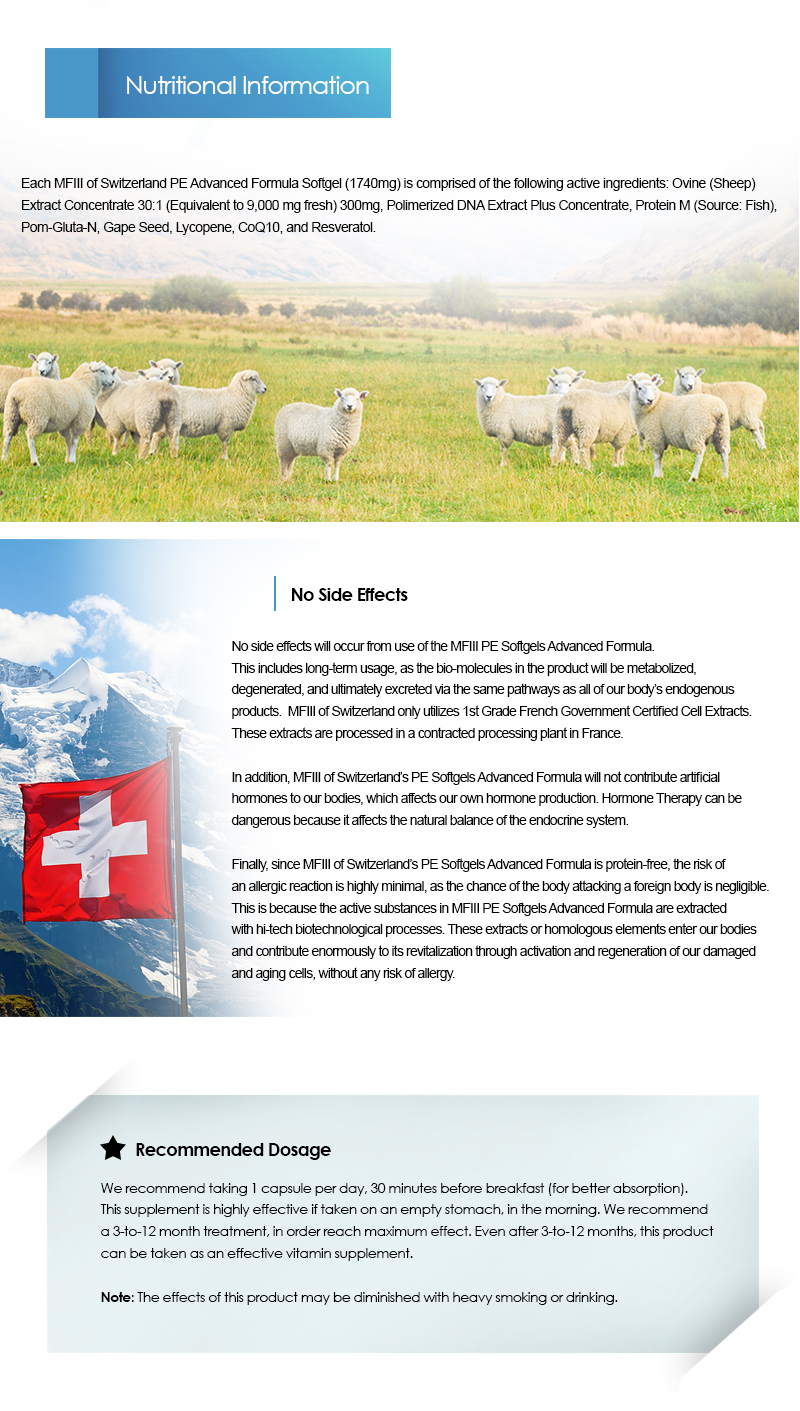 Nutritional Information
Each MFIII of Switzerland PE Advanced Formula Softgel (1740mg) is comprised of the following active ingredients: Ovine (Sheep)
Extract Concentrate 30:1 (Equivalent to 9,000 mg fresh) 300mg, Polimerized DNA Extract Plus Concentrate, Protein M (Source: Fish),
Pom-Gluta-N, Gape Seed, Lycopene, CoQ10, and Resveratol.
No Side Effects
No side effects will occur from use of the MFIII PE Softgels Advanced Formula.
This includes long-term usage, as the bio-molecules in the product will be metabolized,
degenerated, and ultimately excreted via the same pathways as all of our body's endogenous
products.  MFIII of Switzerland only utilizes 1st Grade French Government Certified Cell Extracts.
These extracts are processed in a contracted processing plant in France.
In addition, MFIII of Switzerland's PE Softgels Advanced Formula will not contribute artificial
hormones to our bodies, which affects our own hormone production. Hormone Therapy can be
dangerous because it affects the natural balance of the endocrine system.
Finally, since MFIII of Switzerland's PE Softgels Advanced Formula is protein-free, the risk of
an allergic reaction is highly minimal, as the chance of the body attacking a foreign body is negligible.
This is because the active substances in MFIII PE Softgels Advanced Formula are extracted
with hi-tech biotechnological processes. These extracts or homologous elements enter our bodies
and contribute enormously to its revitalization through activation and regeneration of our damaged
and aging cells, without any risk of allergy.
Recommended Dosage
We recommend taking 1 capsule per day, 30 minutes before breakfast (for better absorption).
This supplement is highly effective if taken on an empty stomach, in the morning. We recommend
a 3-to-12 month treatment, in order reach maximum effect. Even after 3-to-12 months, this product
can be taken as an effective vitamin supplement.
Note: The effects of this product may be diminished with heavy smoking or drinking.